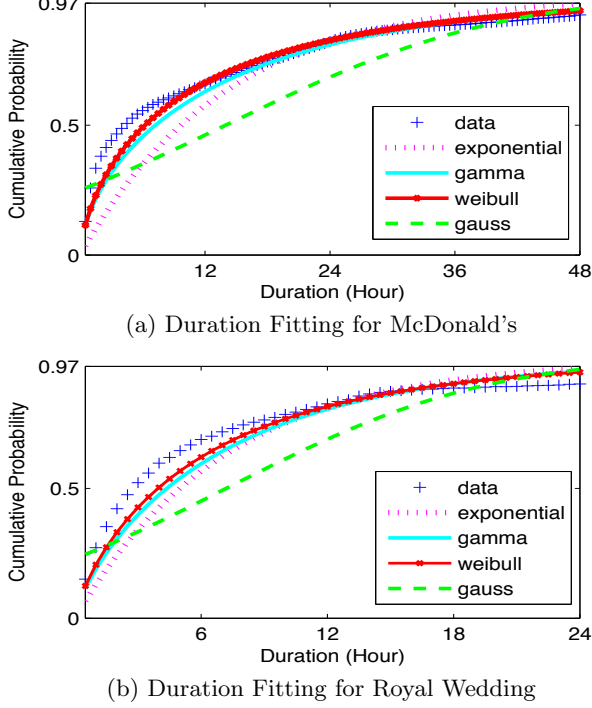 0.97
0.5
0
Cumulative Probability
data
exponential
gamma
weibull
gauss
12 24 36 48
Duration (Hour)
(a) Duration Fitting for McDonald's
0.97
0.5
0
Cumulative Probability
data
exponential
gamma
weibull
gauss
6 12 18 24
Duration (Hour)
(b) Duration Fitting for Royal Wedding